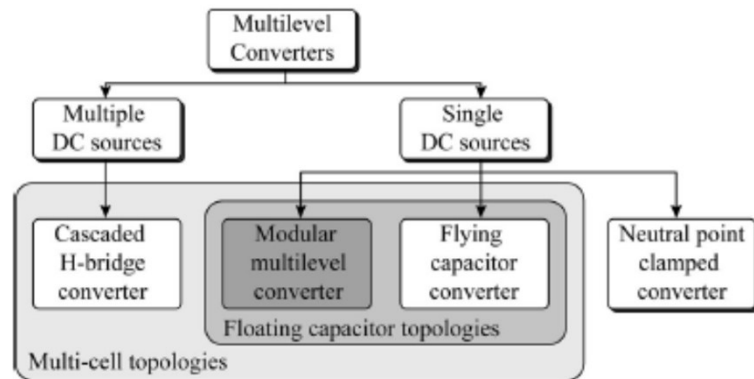 Multilevel
Converters
Multiple
DC sources
Single
DC sources
Cascaded
H-bridge
converter
Modular
multilevel
converter
Flying
capacitor
converter
Neutral point
clamped
converter
Floating capacitor topologies
Multi-cell topologies